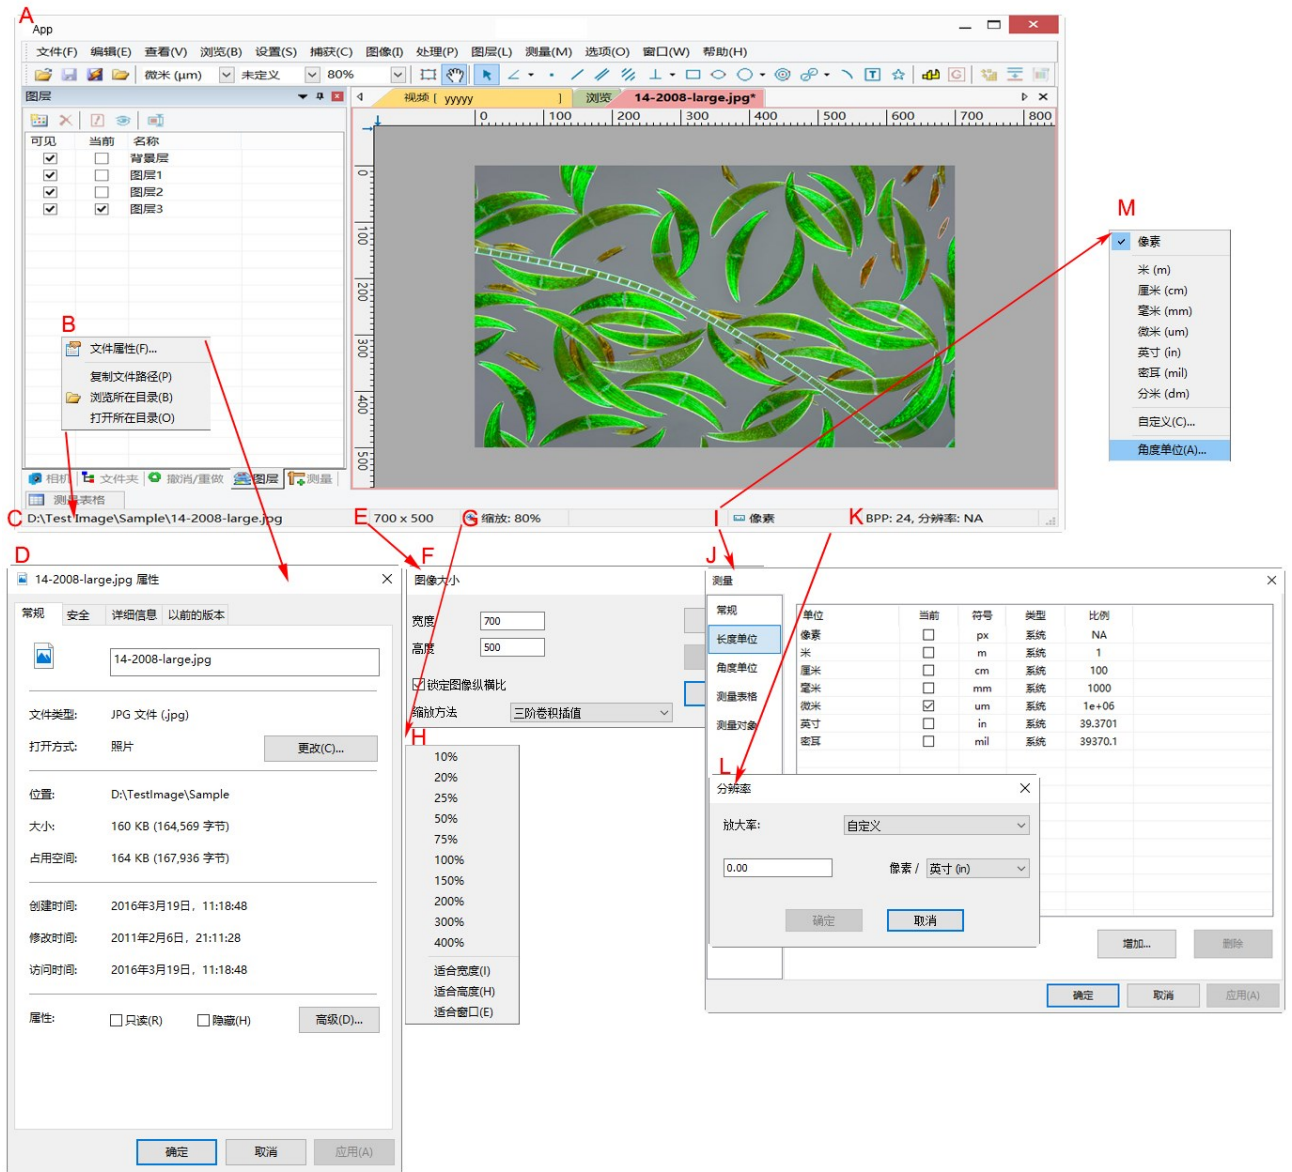 A
App
文件(F) 编辑(E) 查看(V) 浏览(B) 设置(S) 捕获(C) 图像(I) 处理(P) 图层(L) 测量(M) 选项(O) 窗口(W) 帮助(H)
微米 (μm) 未定义 80%
图层
视频 [ yyyyy ] 浏览 14-2008-large.jpg*
0 100 200 300 400 500 600 700 800
可见 当前 名称
背景层
图层1
图层2
图层3
0
100
200
300
400
500
M
像素
米 (m)
厘米 (cm)
毫米 (mm)
微米 (um)
英寸 (in)
密耳 (mil)
分米 (dm)
自定义(C)...
角度单位(A)...
B
文件属性(F)...
复制文件路径(P)
浏览所在目录(B)
打开所在目录(O)
相机 文件夹 撤消/重做 图层 测量
测量表格
C D:\TestImage\Sample\14-2008-large.jpg E 700 x 500 G 缩放: 80% I 像素 K BPP: 24, 分辨率: NA
D
14-2008-large.jpg 属性
常规 安全 详细信息 以前的版本
14-2008-large.jpg
文件类型: JPG 文件 (.jpg)
打开方式: 照片 更改(C)...
位置: D:\TestImage\Sample
大小: 160 KB (164,569 字节)
占用空间: 164 KB (167,936 字节)
创建时间: 2016年3月19日，11:18:48
修改时间: 2011年2月6日，21:11:28
访问时间: 2016年3月19日，11:18:48
属性: 只读(R) 隐藏(H) 高级(D)...
确定 取消 应用(A)
F
图像大小
宽度 700
高度 500
锁定图像纵横比
缩放方法 三阶卷积插值
H
10%
20%
25%
50%
75%
100%
150%
200%
300%
400%
适合宽度(I)
适合高度(H)
适合窗口(E)
J
测量
常规
长度单位
角度单位
测量表格
测量对象
单位 当前 符号 类型 比例
像素 px 系统 NA
米 m 系统 1
厘米 cm 系统 100
毫米 mm 系统 1000
微米 um 系统 1e+06
英寸 in 系统 39.3701
密耳 mil 系统 39370.1
L
分辨率
放大率: 自定义
0.00 像素 / 英寸 (in)
确定 取消
增加... 删除
确定 取消 应用(A)